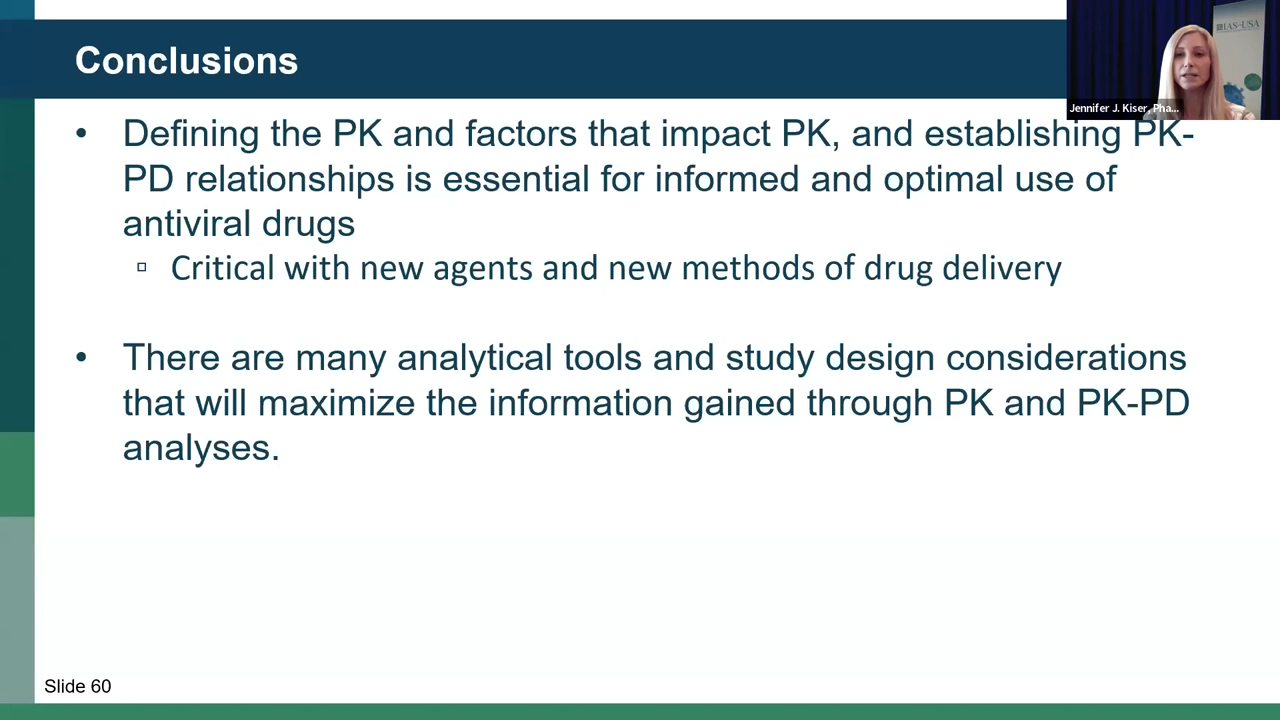 Conclusions
IAS-USA
Jennifer J. Kiser, Pha...
• Defining the PK and factors that impact PK, and establishing PK-
PD relationships is essential for informed and optimal use of
antiviral drugs
▫ Critical with new agents and new methods of drug delivery
• There are many analytical tools and study design considerations
that will maximize the information gained through PK and PK-PD
analyses.
Slide 60